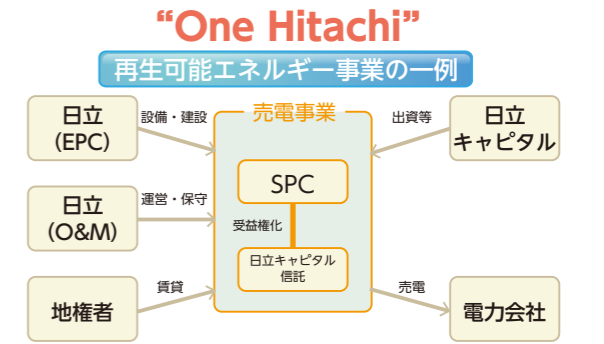 “One Hitachi”
再生可能エネルギー事業の一例
日立
(EPC)
設備・建設
売電事業
出資等
日立
キャピタル
日立
(O&M)
運営・保守
SPC
受益権化
日立キャピタル
信託
地権者
賃貸
売電
電力会社